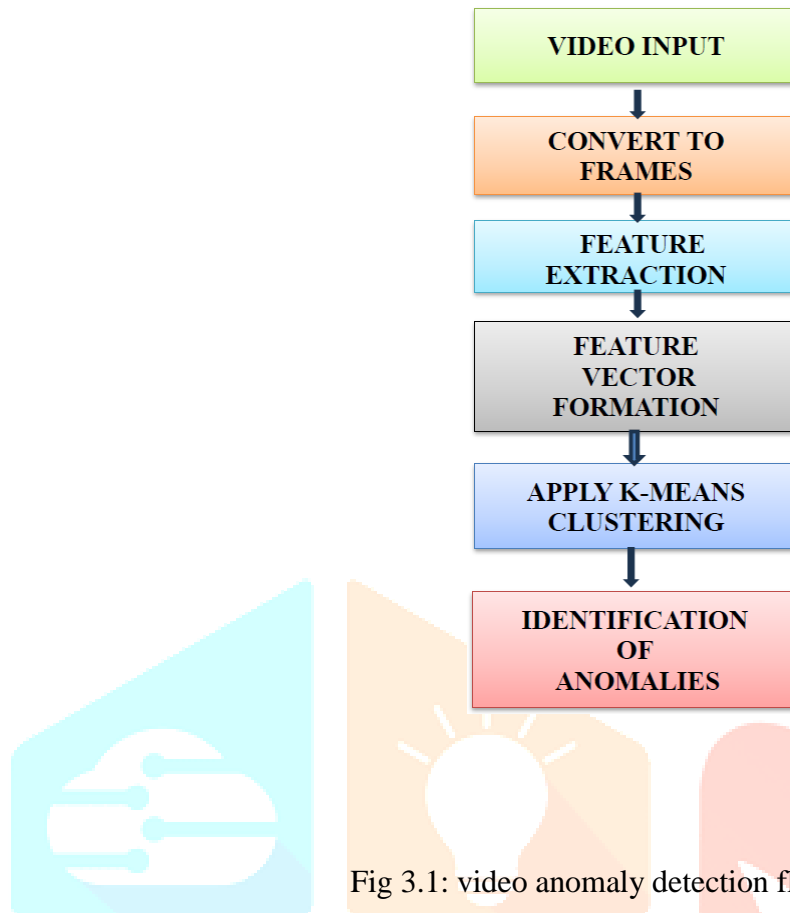 VIDEO INPUT
CONVERT TO
FRAMES
FEATURE
EXTRACTION
FEATURE
VECTOR
FORMATION
APPLY K-MEANS
CLUSTERING
IDENTIFICATION
OF
ANOMALIES
Fig 3.1: video anomaly detection